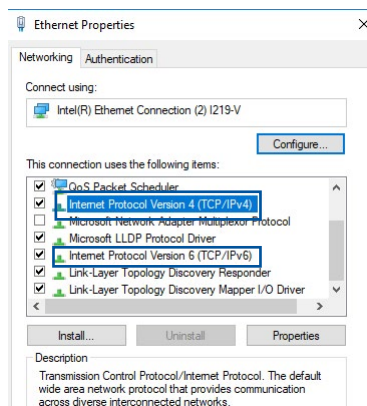 Ethernet Properties
Networking Authentication
Connect using:
Intel(R) Ethernet Connection (2) I219-V
Configure...
This connection uses the following items:
QoS Packet Scheduler
Internet Protocol Version 4 (TCP/IPv4)
Microsoft Network Adapter Multiplexor Protocol
Microsoft LLDP Protocol Driver
Internet Protocol Version 6 (TCP/IPv6)
Link-Layer Topology Discovery Responder
Link-Layer Topology Discovery Mapper I/O Driver
Install... Uninstall Properties
Description
Transmission Control Protocol/Internet Protocol. The default
wide area network protocol that provides communication
across diverse interconnected networks.